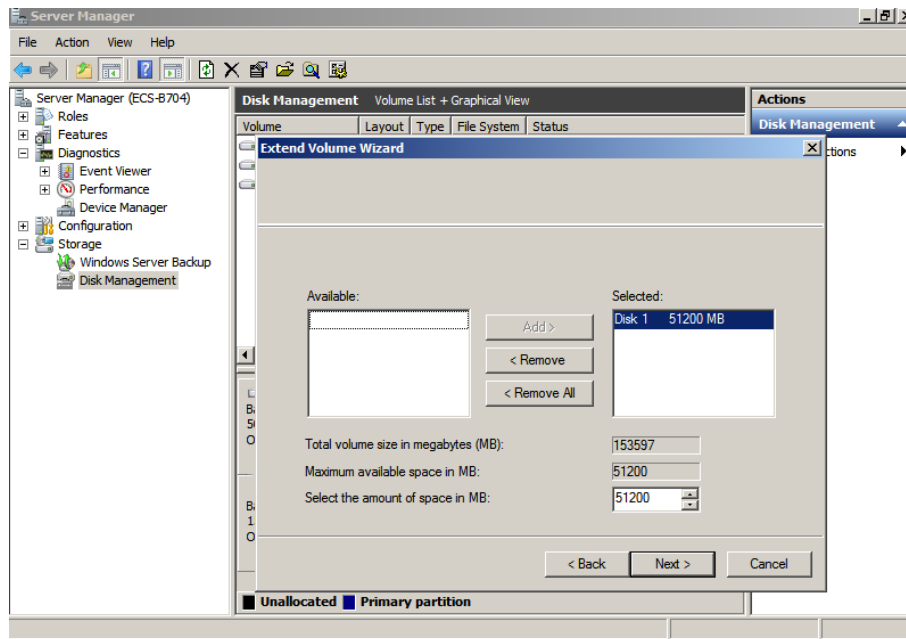 Server Manager
File Action View Help
Server Manager (ECS-B704)
Roles
Features
Diagnostics
Event Viewer
Performance
Device Manager
Configuration
Storage
Windows Server Backup
Disk Management
Disk Management Volume List + Graphical View
Volume Layout Type File System Status
Actions
Disk Management
ctions
Extend Volume Wizard
Available:
Selected:
Disk 1 51200 MB
Add >
< Remove
< Remove All
Total volume size in megabytes (MB): 153597
Maximum available space in MB: 51200
Select the amount of space in MB: 51200
< Back Next > Cancel
Unallocated Primary partition